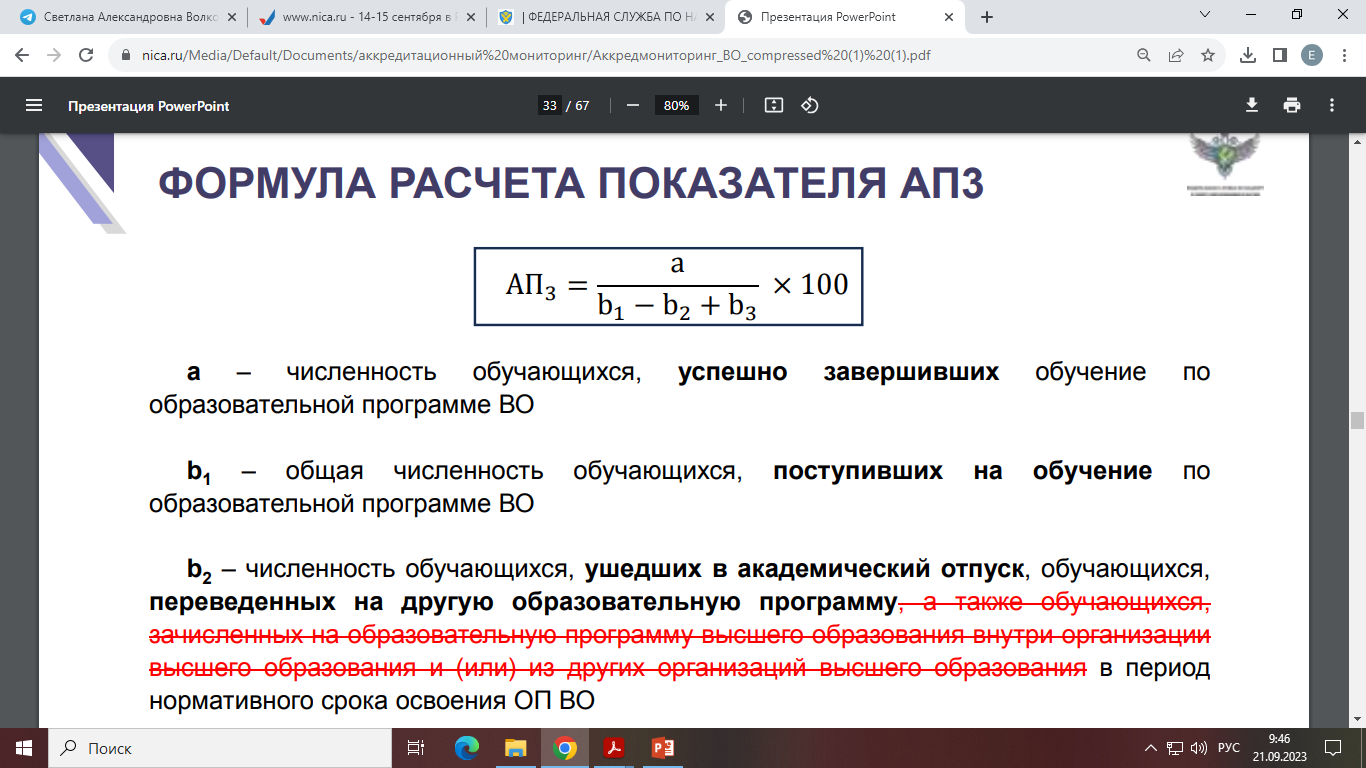 Светлана Александровна Волко
www.nica.ru - 14-15 сентября в
| ФЕДЕРАЛЬНАЯ СЛУЖБА ПО НА
Презентация PowerPoint
nica.ru/Media/Default/Documents/аккредитационный%20мониторинг/Аккредмониторинг_ВО_compressed%20(1)%20(1).pdf
E
Презентация PowerPoint
33 / 67
80%
ФОРМУЛА РАСЧЕТА ПОКАЗАТЕЛЯ АП3
АП₃ = a / (b₁ − b₂ + b₃) × 100
a – численность обучающихся, успешно завершивших обучение по
образовательной программе ВО
b₁ – общая численность обучающихся, поступивших на обучение по
образовательной программе ВО
b₂ – численность обучающихся, ушедших в академический отпуск, обучающихся,
переведенных на другую образовательную программу, а также обучающихся,
зачисленных на образовательную программу высшего образования внутри организации
высшего образования и (или) из других организаций высшего образования в период
нормативного срока освоения ОП ВО
Поиск
РУС
9:46
21.09.2023